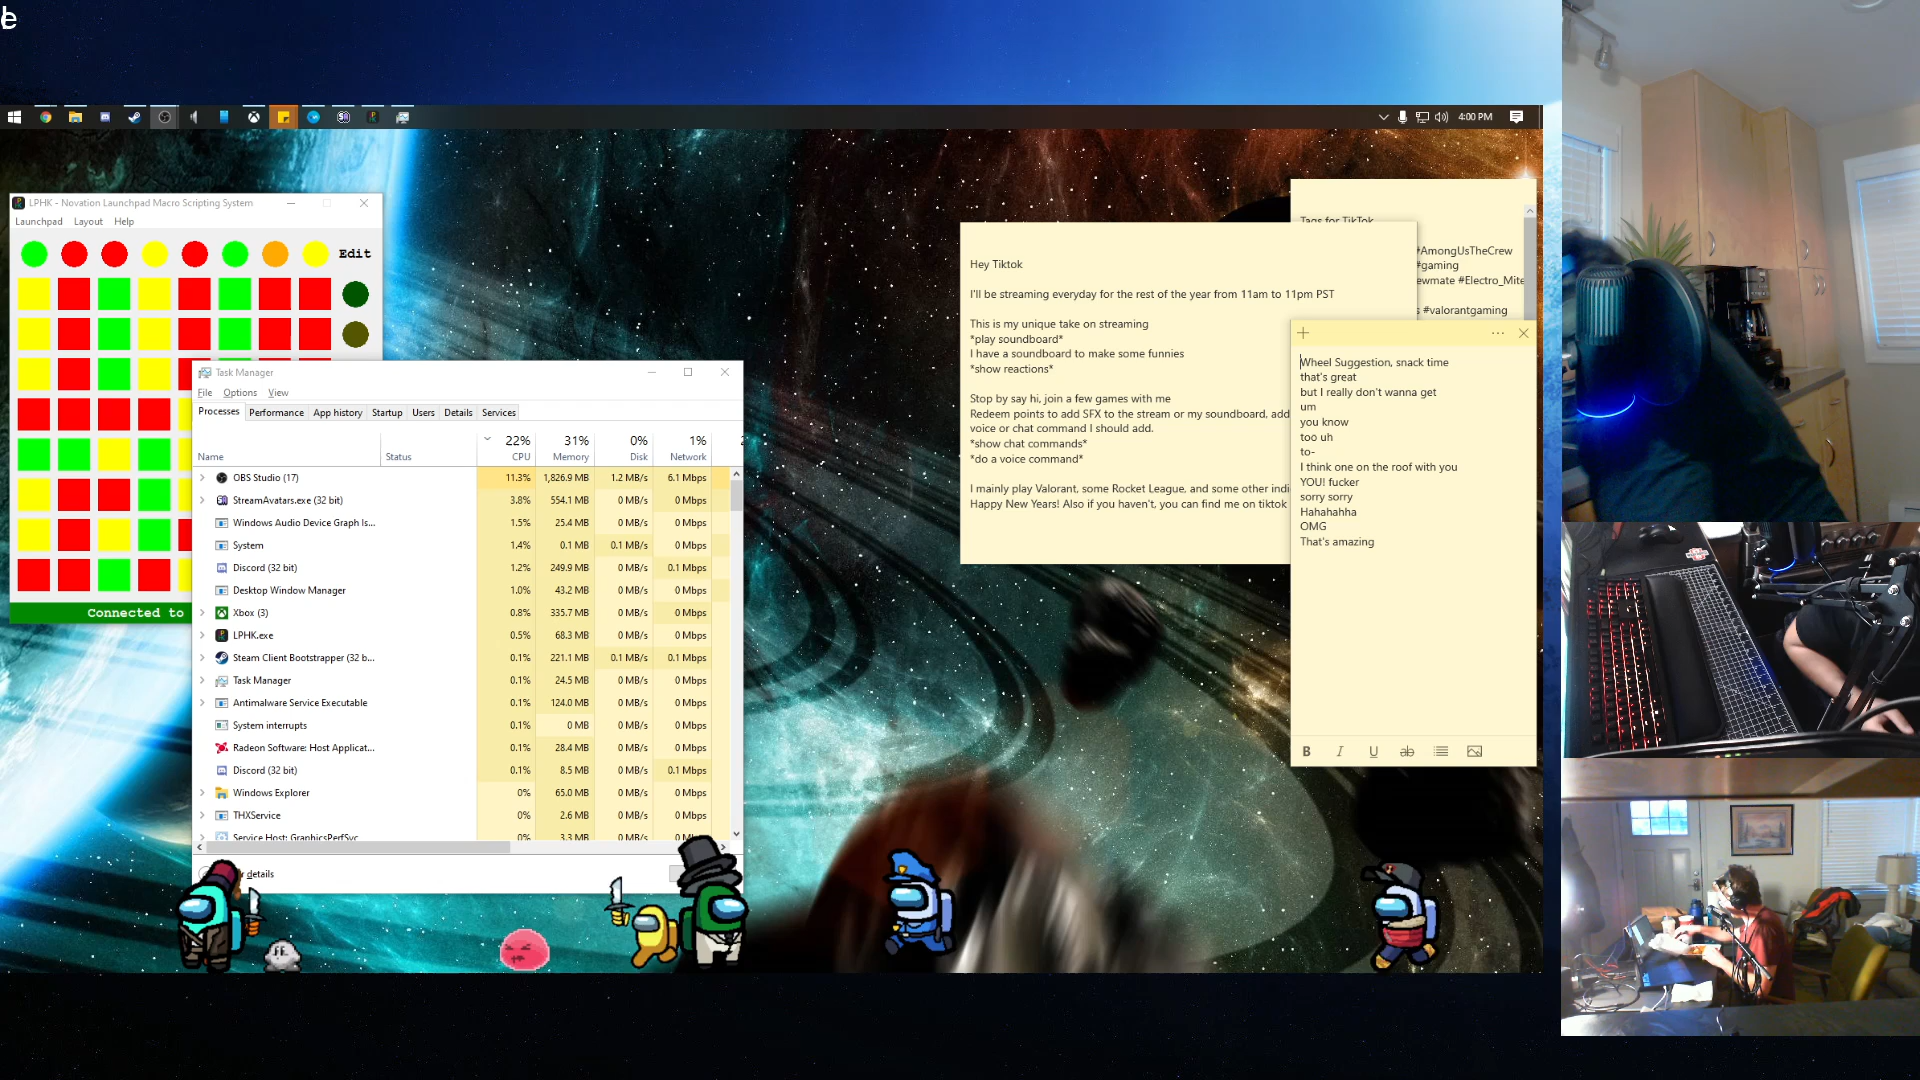 e
4:00 PM
LPHK - Novation Launchpad Macro Scripting System
Launchpad Layout Help
Edit
Connected to
Task Manager
File Options View
Processes Performance App history Startup Users Details Services
22% 31% 0% 1%
Name Status CPU Memory Disk Network
OBS Studio (17) 11.3% 1,826.9 MB 1.2 MB/s 6.1 Mbps
StreamAvatars.exe (32 bit) 3.8% 554.1 MB 0 MB/s 0 Mbps
Windows Audio Device Graph Is... 1.5% 25.4 MB 0 MB/s 0 Mbps
System 1.4% 0.1 MB 0.1 MB/s 0 Mbps
Discord (32 bit) 1.2% 249.9 MB 0 MB/s 0.1 Mbps
Desktop Window Manager 1.0% 43.2 MB 0 MB/s 0 Mbps
Xbox (3) 0.8% 335.7 MB 0 MB/s 0 Mbps
LPHK.exe 0.5% 68.3 MB 0 MB/s 0 Mbps
Steam Client Bootstrapper (32 b... 0.1% 221.1 MB 0.1 MB/s 0.1 Mbps
Task Manager 0.1% 24.5 MB 0 MB/s 0 Mbps
Antimalware Service Executable 0.1% 124.0 MB 0 MB/s 0 Mbps
System interrupts 0.1% 0 MB 0 MB/s 0 Mbps
Radeon Software: Host Applicat... 0.1% 28.4 MB 0 MB/s 0 Mbps
Discord (32 bit) 0.1% 8.5 MB 0 MB/s 0.1 Mbps
Windows Explorer 0% 65.0 MB 0 MB/s 0 Mbps
THXService 0% 2.6 MB 0 MB/s 0 Mbps
Service Host: GraphicsPerfSvc 0% 3.3 MB 0 MB/s 0 Mbps
r details
Hey Tiktok
I'll be streaming everyday for the rest of the year from 11am to 11pm PST
This is my unique take on streaming
*play soundboard*
I have a soundboard to make some funnies
*show reactions*
Stop by say hi, join a few games with me
Redeem points to add SFX to the stream or my soundboard, add
voice or chat command I should add.
*show chat commands*
*do a voice command*
I mainly play Valorant, some Rocket League, and some other indi
Happy New Years! Also if you haven't, you can find me on tiktok
Tags for TikTok
#AmongUsTheCrew
#gaming
ewmate #Electro_Mite
s #valorantgaming
Wheel Suggestion, snack time
that's great
but I really don't wanna get
um
you know
too uh
to-
I think one on the roof with you
YOU! fucker
sorry sorry
Hahahahha
OMG
That's amazing
B I U ab